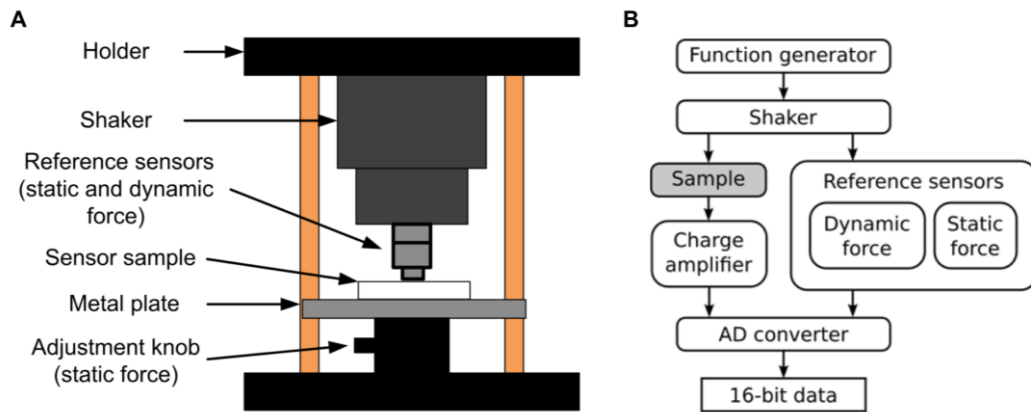 A
Holder
Shaker
Reference sensors
(static and dynamic
force)
Sensor sample
Metal plate
Adjustment knob
(static force)
B
Function generator
Shaker
Sample
Charge
amplifier
Reference sensors
Dynamic
force
Static
force
AD converter
16-bit data